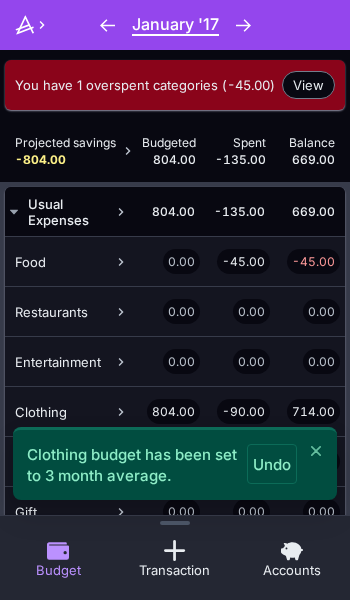 January '17
You have 1 overspent categories (-45.00) View
Projected savings Budgeted Spent Balance
-804.00 804.00 -135.00 669.00
Usual
Expenses 804.00 -135.00 669.00
Food 0.00 -45.00 -45.00
Restaurants 0.00 0.00 0.00
Entertainment 0.00 0.00 0.00
Clothing 804.00 -90.00 714.00
Clothing budget has been set
to 3 month average. Undo
Gift 0.00 0.00 0.00
Budget Transaction Accounts